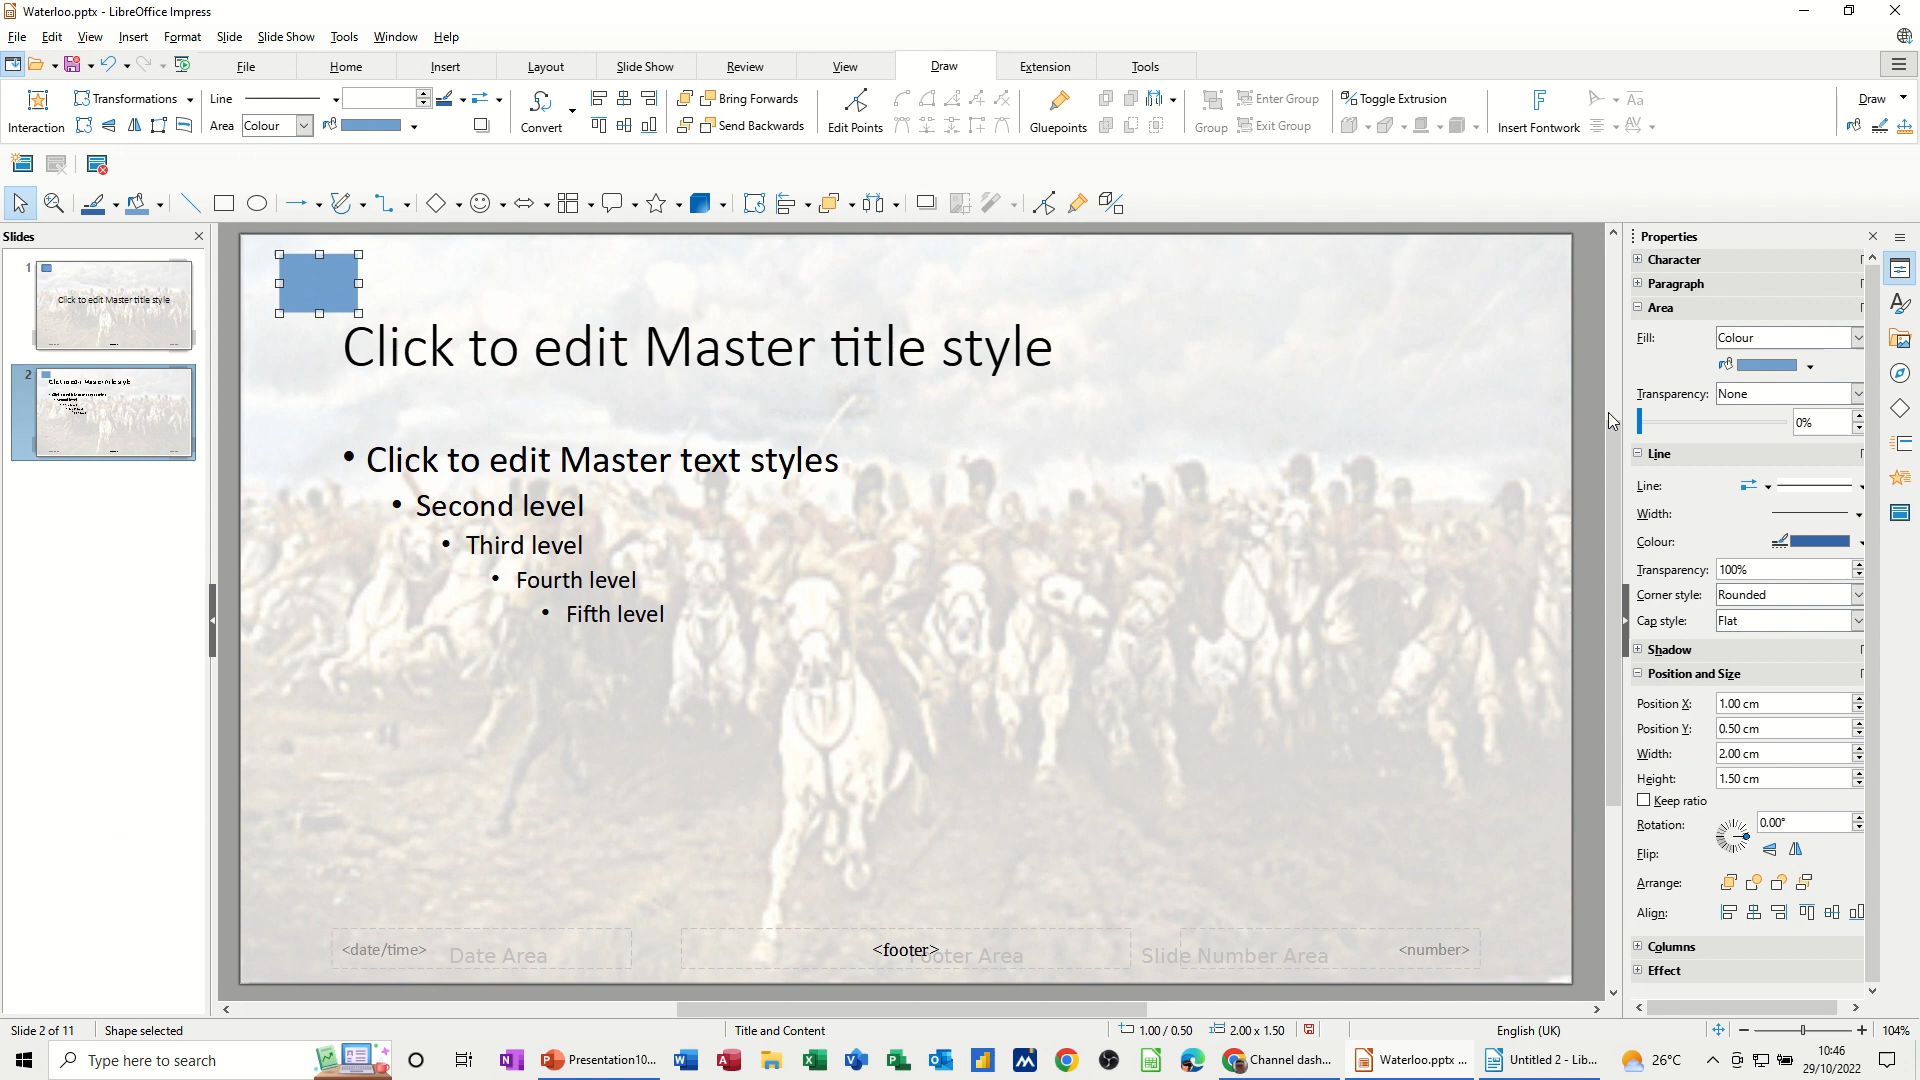 Waterloo.pptx - LibreOffice Impress
File Edit View Insert Format Slide Slide Show Tools Window Help
File Home Insert Layout Slide Show Review View Draw Extension Tools
Interaction
Transformations
Line
Area Colour
Convert
Bring Forwards
Send Backwards
Edit Points
Gluepoints
Group
Enter Group
Exit Group
Toggle Extrusion
Insert Fontwork
Draw
Slides
1
Click to edit Master title style
2
Click to edit Master title style
• Click to edit Master text styles
• Second level
• Third level
• Fourth level
• Fifth level
<date/time> Date Area
<footer> Footer Area
Slide Number Area <number>
Properties
Character
Paragraph
Area
Fill: Colour
Transparency: None
0%
Line
Line:
Width:
Colour:
Transparency: 100%
Corner style: Rounded
Cap style: Flat
Shadow
Position and Size
Position X: 1.00 cm
Position Y: 0.50 cm
Width: 2.00 cm
Height: 1.50 cm
Keep ratio
Rotation: 0.00°
Flip:
Arrange:
Align:
Columns
Effect
Slide 2 of 11 Shape selected Title and Content 1.00 / 0.50 2.00 x 1.50 English (UK) 104%
Type here to search Presentation10... Channel dash... Waterloo.pptx ... Untitled 2 - Lib... 26°C 10:46
29/10/2022